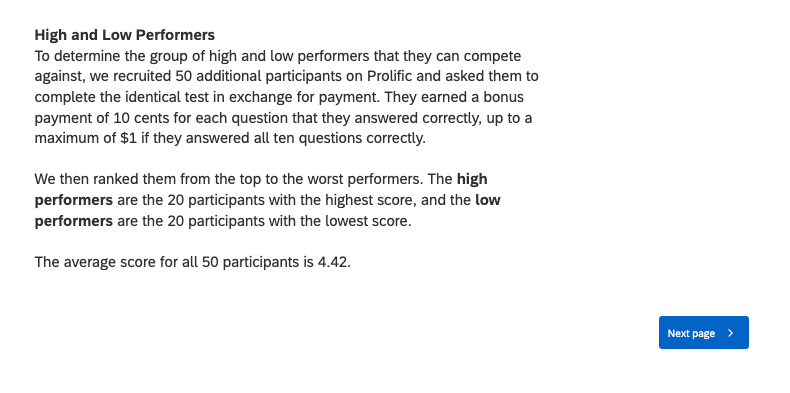 High and Low Performers
To determine the group of high and low performers that they can compete
against, we recruited 50 additional participants on Prolific and asked them to
complete the identical test in exchange for payment. They earned a bonus
payment of 10 cents for each question that they answered correctly, up to a
maximum of $1 if they answered all ten questions correctly.
We then ranked them from the top to the worst performers. The high
performers are the 20 participants with the highest score, and the low
performers are the 20 participants with the lowest score.
The average score for all 50 participants is 4.42.
Next page